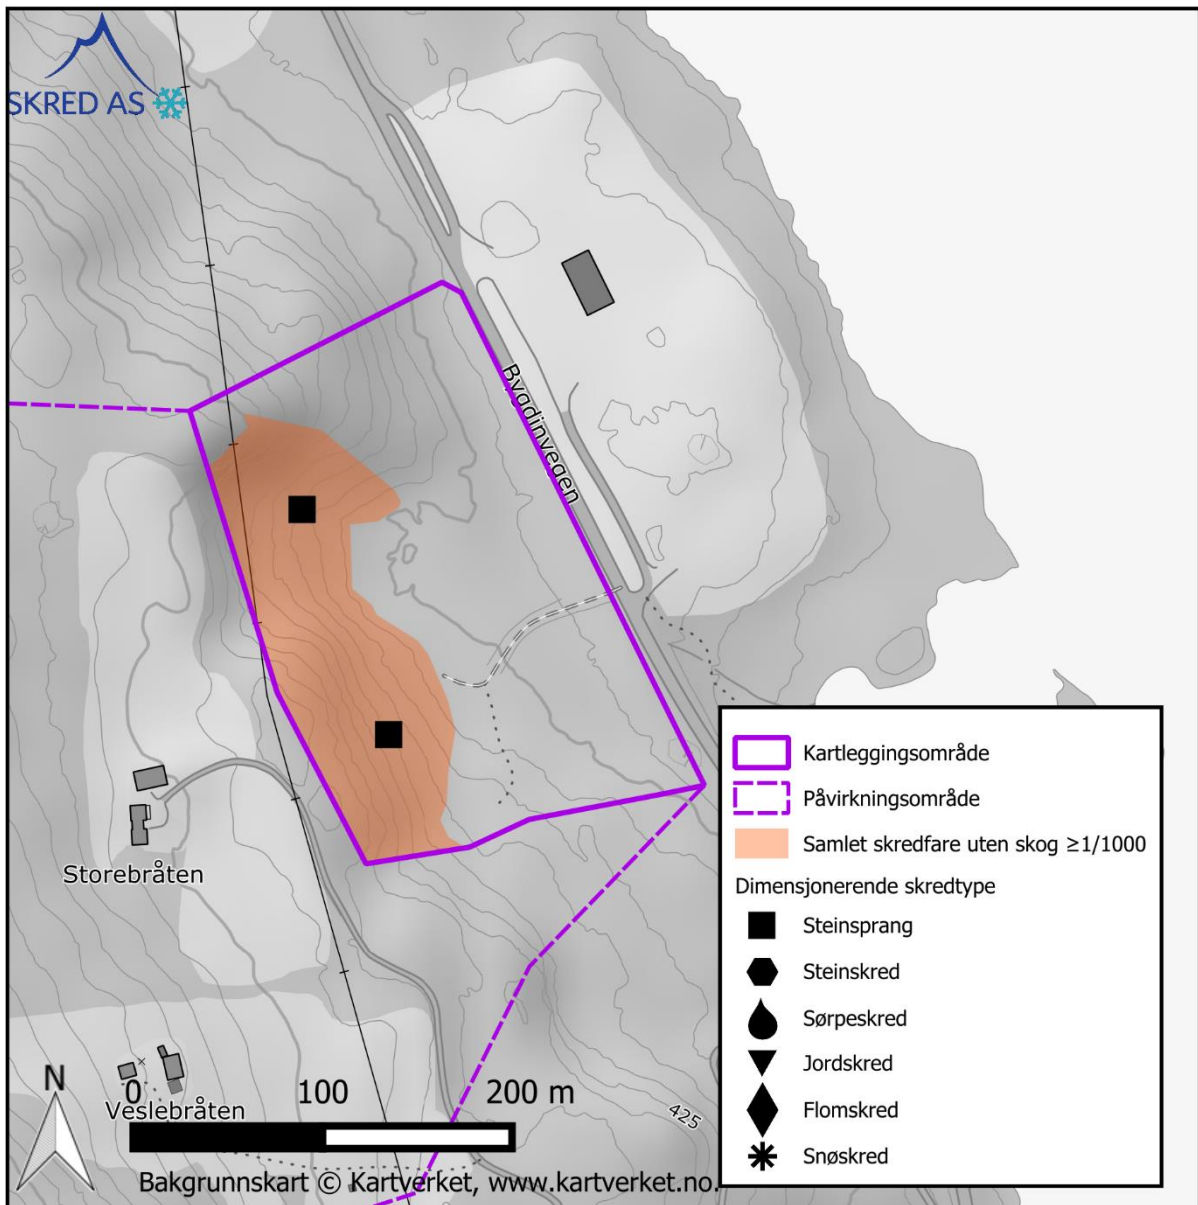 SKRED AS
Bygdinvegen
Storebråten
Veslebråten
425
N
0 100 200 m
Bakgrunnskart © Kartverket, www.kartverket.no.
Kartleggingsområde
Påvirkningsområde
Samlet skredfare uten skog ≥1/1000
Dimensjonerende skredtype
Steinsprang
Steinskred
Sørpeskred
Jordskred
Flomskred
Snøskred